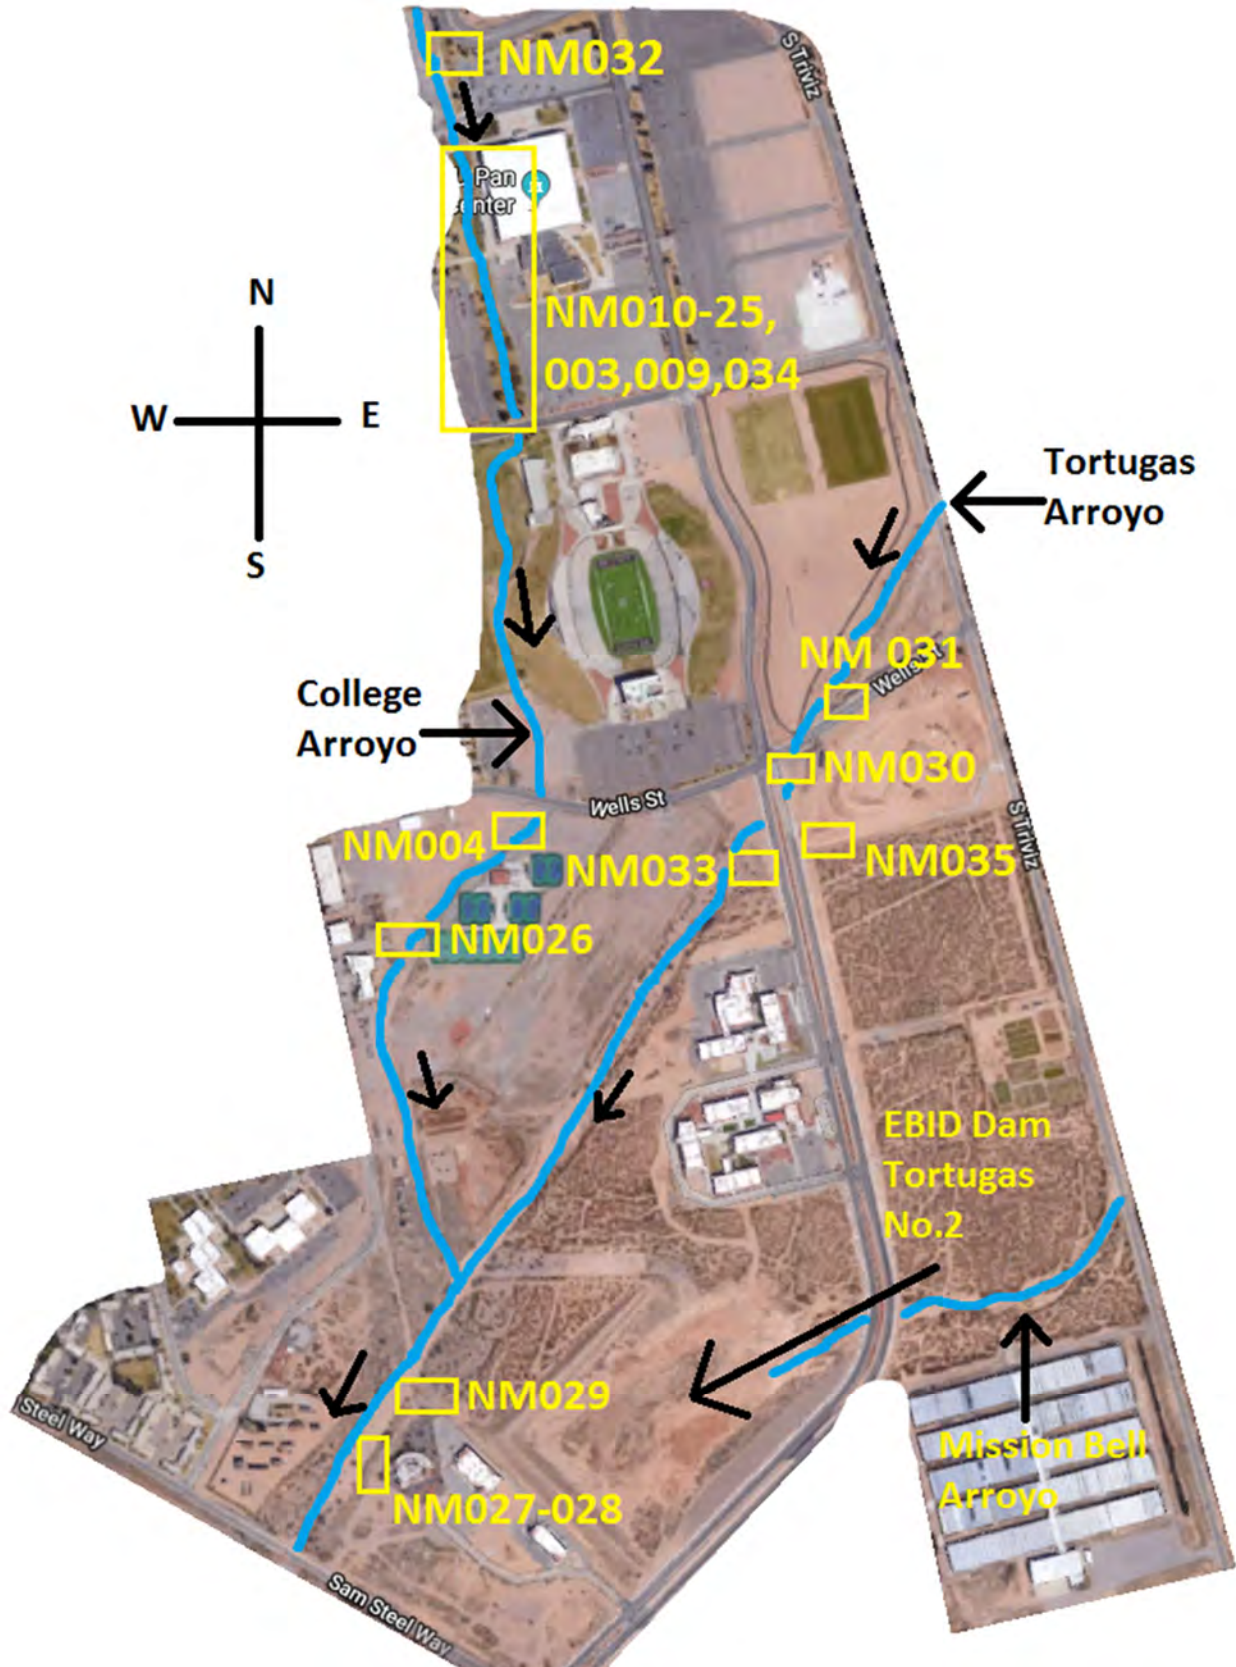 NM032
S Triviz
Pan
enter
NM010-25,
003,009,034
N
W
E
S
Tortugas
Arroyo
NM 031
Wells St
College
Arroyo
NM030
Wells St
NM004
NM033
NM035
S Triviz
NM026
EBID Dam
Tortugas
No.2
NM029
Steel Way
Mission Bell
Arroyo
NM027-028
Sam Steel Way